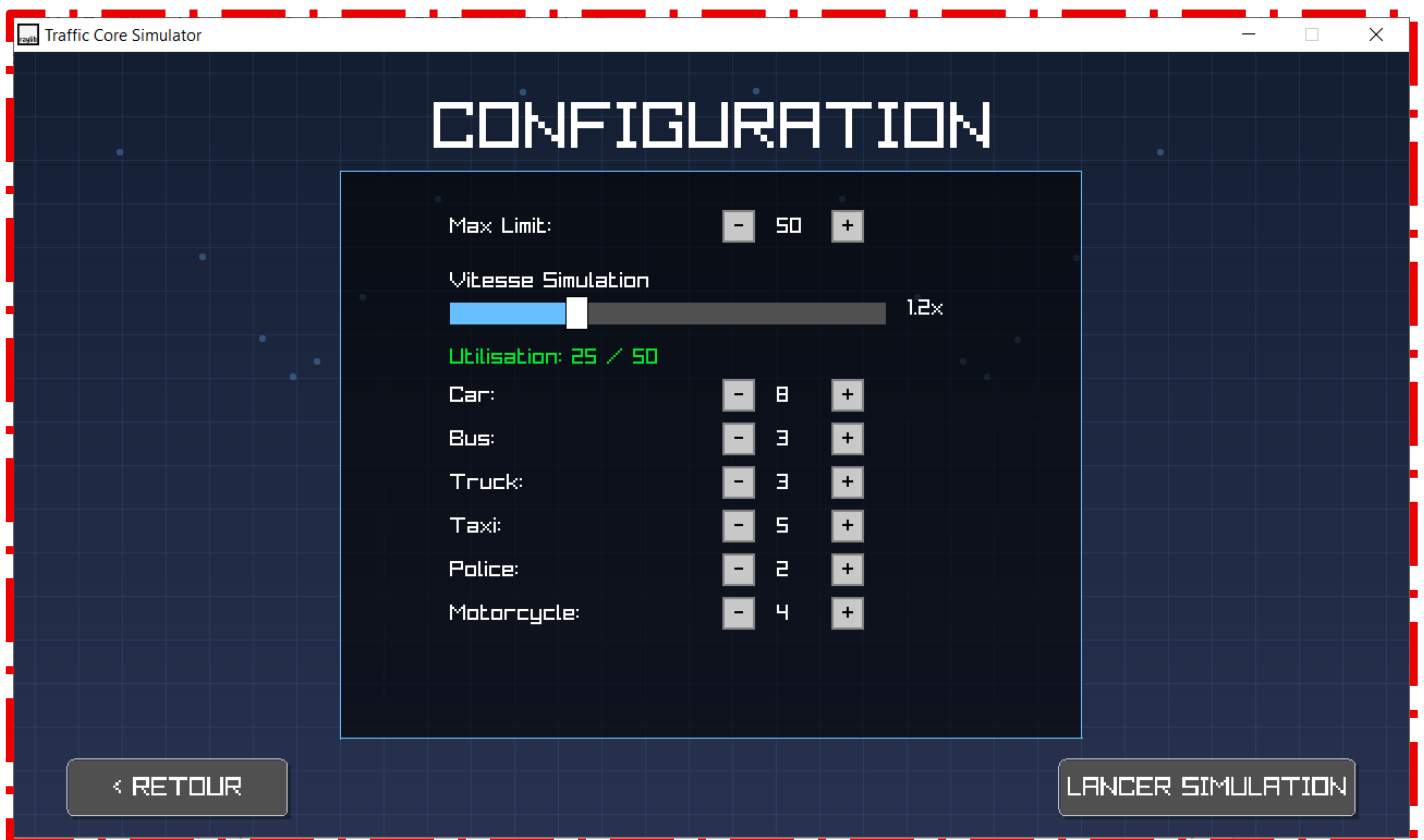 raylib Traffic Core Simulator
CONFIGURATION
Max Limit: - 50 +
Vitesse Simulation
1.2x
Utilisation: 25 / 50
Car: - 8 +
Bus: - 3 +
Truck: - 3 +
Taxi: - 5 +
Police: - 2 +
Motorcycle: - 4 +
< RETOUR
LANCER SIMULATION